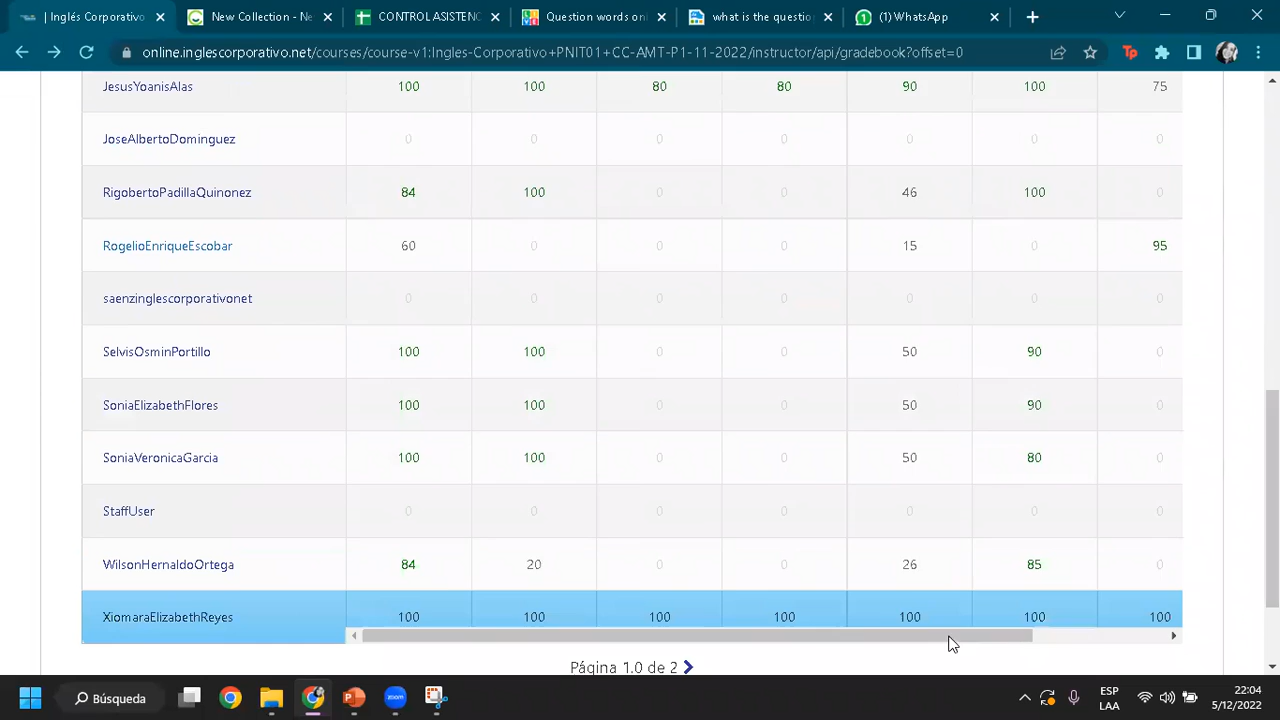 Inglés Corporativo
New Collection - Ne
CONTROL ASISTENC
Question words onl
what is the questio
(1) WhatsApp
online.inglescorporativo.net/courses/course-v1:Ingles-Corporativo+PNIT01+CC-AMT-P1-11-2022/instructor/api/gradebook?offset=0
JesusYoanisAlas 100 100 80 80 90 100 75
JoseAlbertoDominguez 0 0 0 0 0 0 0
RigobertoPadillaQuinonez 84 100 0 0 46 100 0
RogelioEnriqueEscobar 60 0 0 0 15 0 95
saenzinglescorporativonet 0 0 0 0 0 0 0
SelvisOsminPortillo 100 100 0 0 50 90 0
SoniaElizabethFlores 100 100 0 0 50 90 0
SoniaVeronicaGarcia 100 100 0 0 50 80 0
StaffUser 0 0 0 0 0 0 0
WilsonHernaldoOrtega 84 20 0 0 26 85 0
XiomaraElizabethReyes 100 100 100 100 100 100 100
Página 1.0 de 2
Búsqueda
zoom
ESP
LAA
22:04
5/12/2022